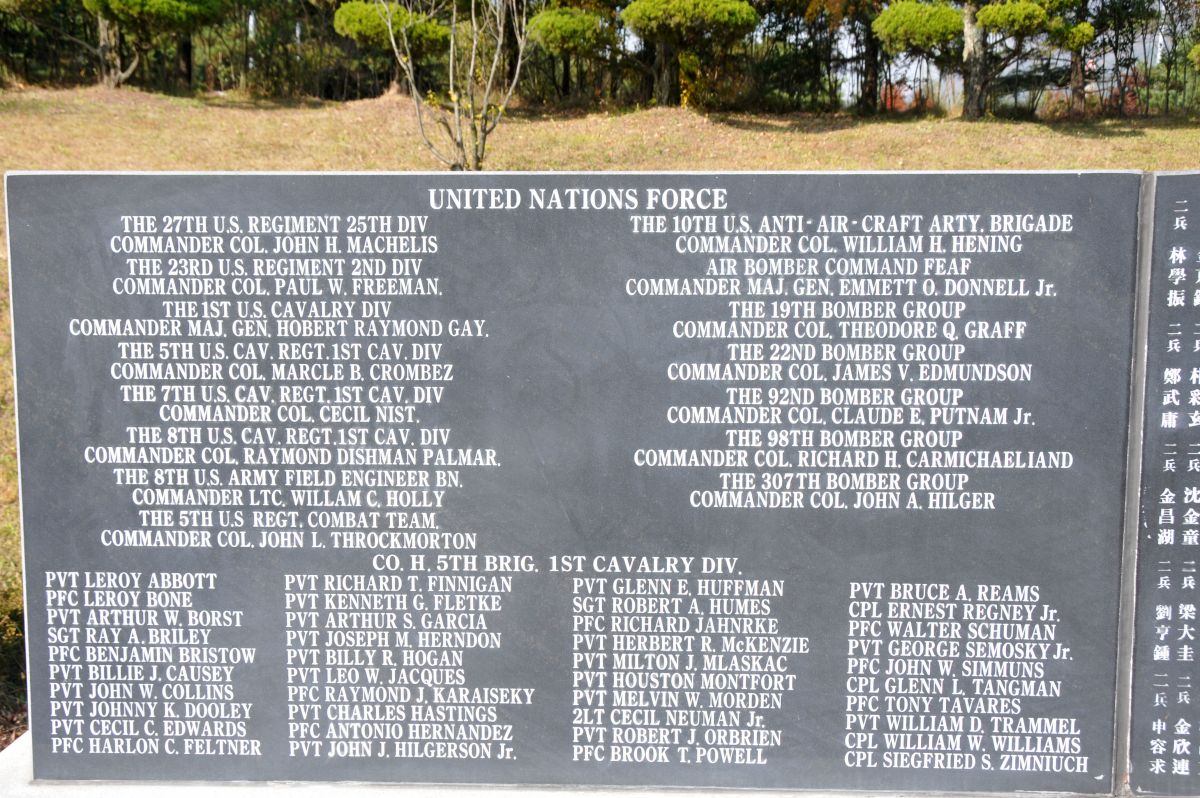 UNITED NATIONS FORCE
THE 27TH U.S. REGIMENT 25TH DIV
COMMANDER COL. JOHN H. MACHELIS
THE 23RD U.S. REGIMENT 2ND DIV
COMMANDER COL. PAUL W. FREEMAN.
THE 1ST U.S. CAVALRY DIV
COMMANDER MAJ. GEN, HOBERT RAYMOND GAY.
THE 5TH U.S. CAV. REGT. 1ST CAV. DIV
COMMANDER COL. MARCLE B. CROMBEZ
THE 7TH U.S. CAV. REGT. 1ST CAV. DIV
COMMANDER COL, CECIL NIST.
THE 8TH U.S. CAV. REGT.1ST CAV. DIV
COMMANDER COL, RAYMOND DISHMAN PALMAR.
THE 8TH U.S. ARMY FIELD ENGINEER BN.
COMMANDER LTC, WILLAM C, HOLLY
THE 5TH U.S REGT. COMBAT TEAM.
COMMANDER COL. JOHN L. THROCKMORTON
THE 10TH U.S. ANTI-AIR-CRAFT ARTY. BRIGADE
COMMANDER COL. WILLIAM H. HENING
AIR BOMBER COMMAND FEAF
COMMANDER MAJ. GEN, EMMETT O. DONNELL Jr.
THE 19TH BOMBER GROUP
COMMANDER COL, THEODORE Q. GRAFF
THE 22ND BOMBER GROUP
COMMANDER COL. JAMES V. EDMUNDSON
THE 92ND BOMBER GROUP
COMMANDER COL, CLAUDE E, PUTNAM Jr.
THE 98TH BOMBER GROUP
COMMANDER COL. RICHARD H. CARMICHAELIAND
THE 307TH BOMBER GROUP
COMMANDER COL. JOHN A. HILGER
CO. H. 5TH BRIG. 1ST CAVALRY DIV.
PVT LEROY ABBOTT
PFC LEROY BONE
PVT ARTHUR W. BORST
SGT RAY A. BRILEY
PFC BENJAMIN BRISTOW
PVT BILLIE J. CAUSEY
PVT JOHN W. COLLINS
PVT JOHNNY K. DOOLEY
PVT CECIL C. EDWARDS
PFC HARLON C. FELTNER
PVT RICHARD T. FINNIGAN
PVT KENNETH G. FLETKE
PVT ARTHUR S. GARCIA
PVT JOSEPH M. HERNDON
PVT BILLY R. HOGAN
PVT LEO W. JACQUES
PFC RAYMOND J. KARAISEKY
PVT CHARLES HASTINGS
PFC ANTONIO HERNANDEZ
PVT JOHN J. HILGERSON Jr.
PVT GLENN E. HUFFMAN
SGT ROBERT A. HUMES
PFC RICHARD JAHNRKE
PVT HERBERT R. McKENZIE
PVT MILTON J. MLASKAC
PVT HOUSTON MONTFORT
PVT MELVIN W. MORDEN
2LT CECIL NEUMAN Jr.
PVT ROBERT J. ORBRIEN
PFC BROOK T. POWELL
PVT BRUCE A. REAMS
CPL ERNEST REGNEY Jr.
PFC WALTER SCHUMAN
PVT GEORGE SEMOSKY Jr.
PFC JOHN W. SIMMUNS
CPL GLENN L. TANGMAN
PFC TONY TAVARES
PVT WILLIAM D. TRAMMEL
CPL WILLIAM W. WILLIAMS
CPL SIEGFRIED S. ZIMNIUCH
二兵 沈金童 二兵 梁大圭 二兵 金欣連
二兵 林學振 二兵 鄭武庸 二兵 金昌湖 二兵 劉亨鍾 一兵 申容求